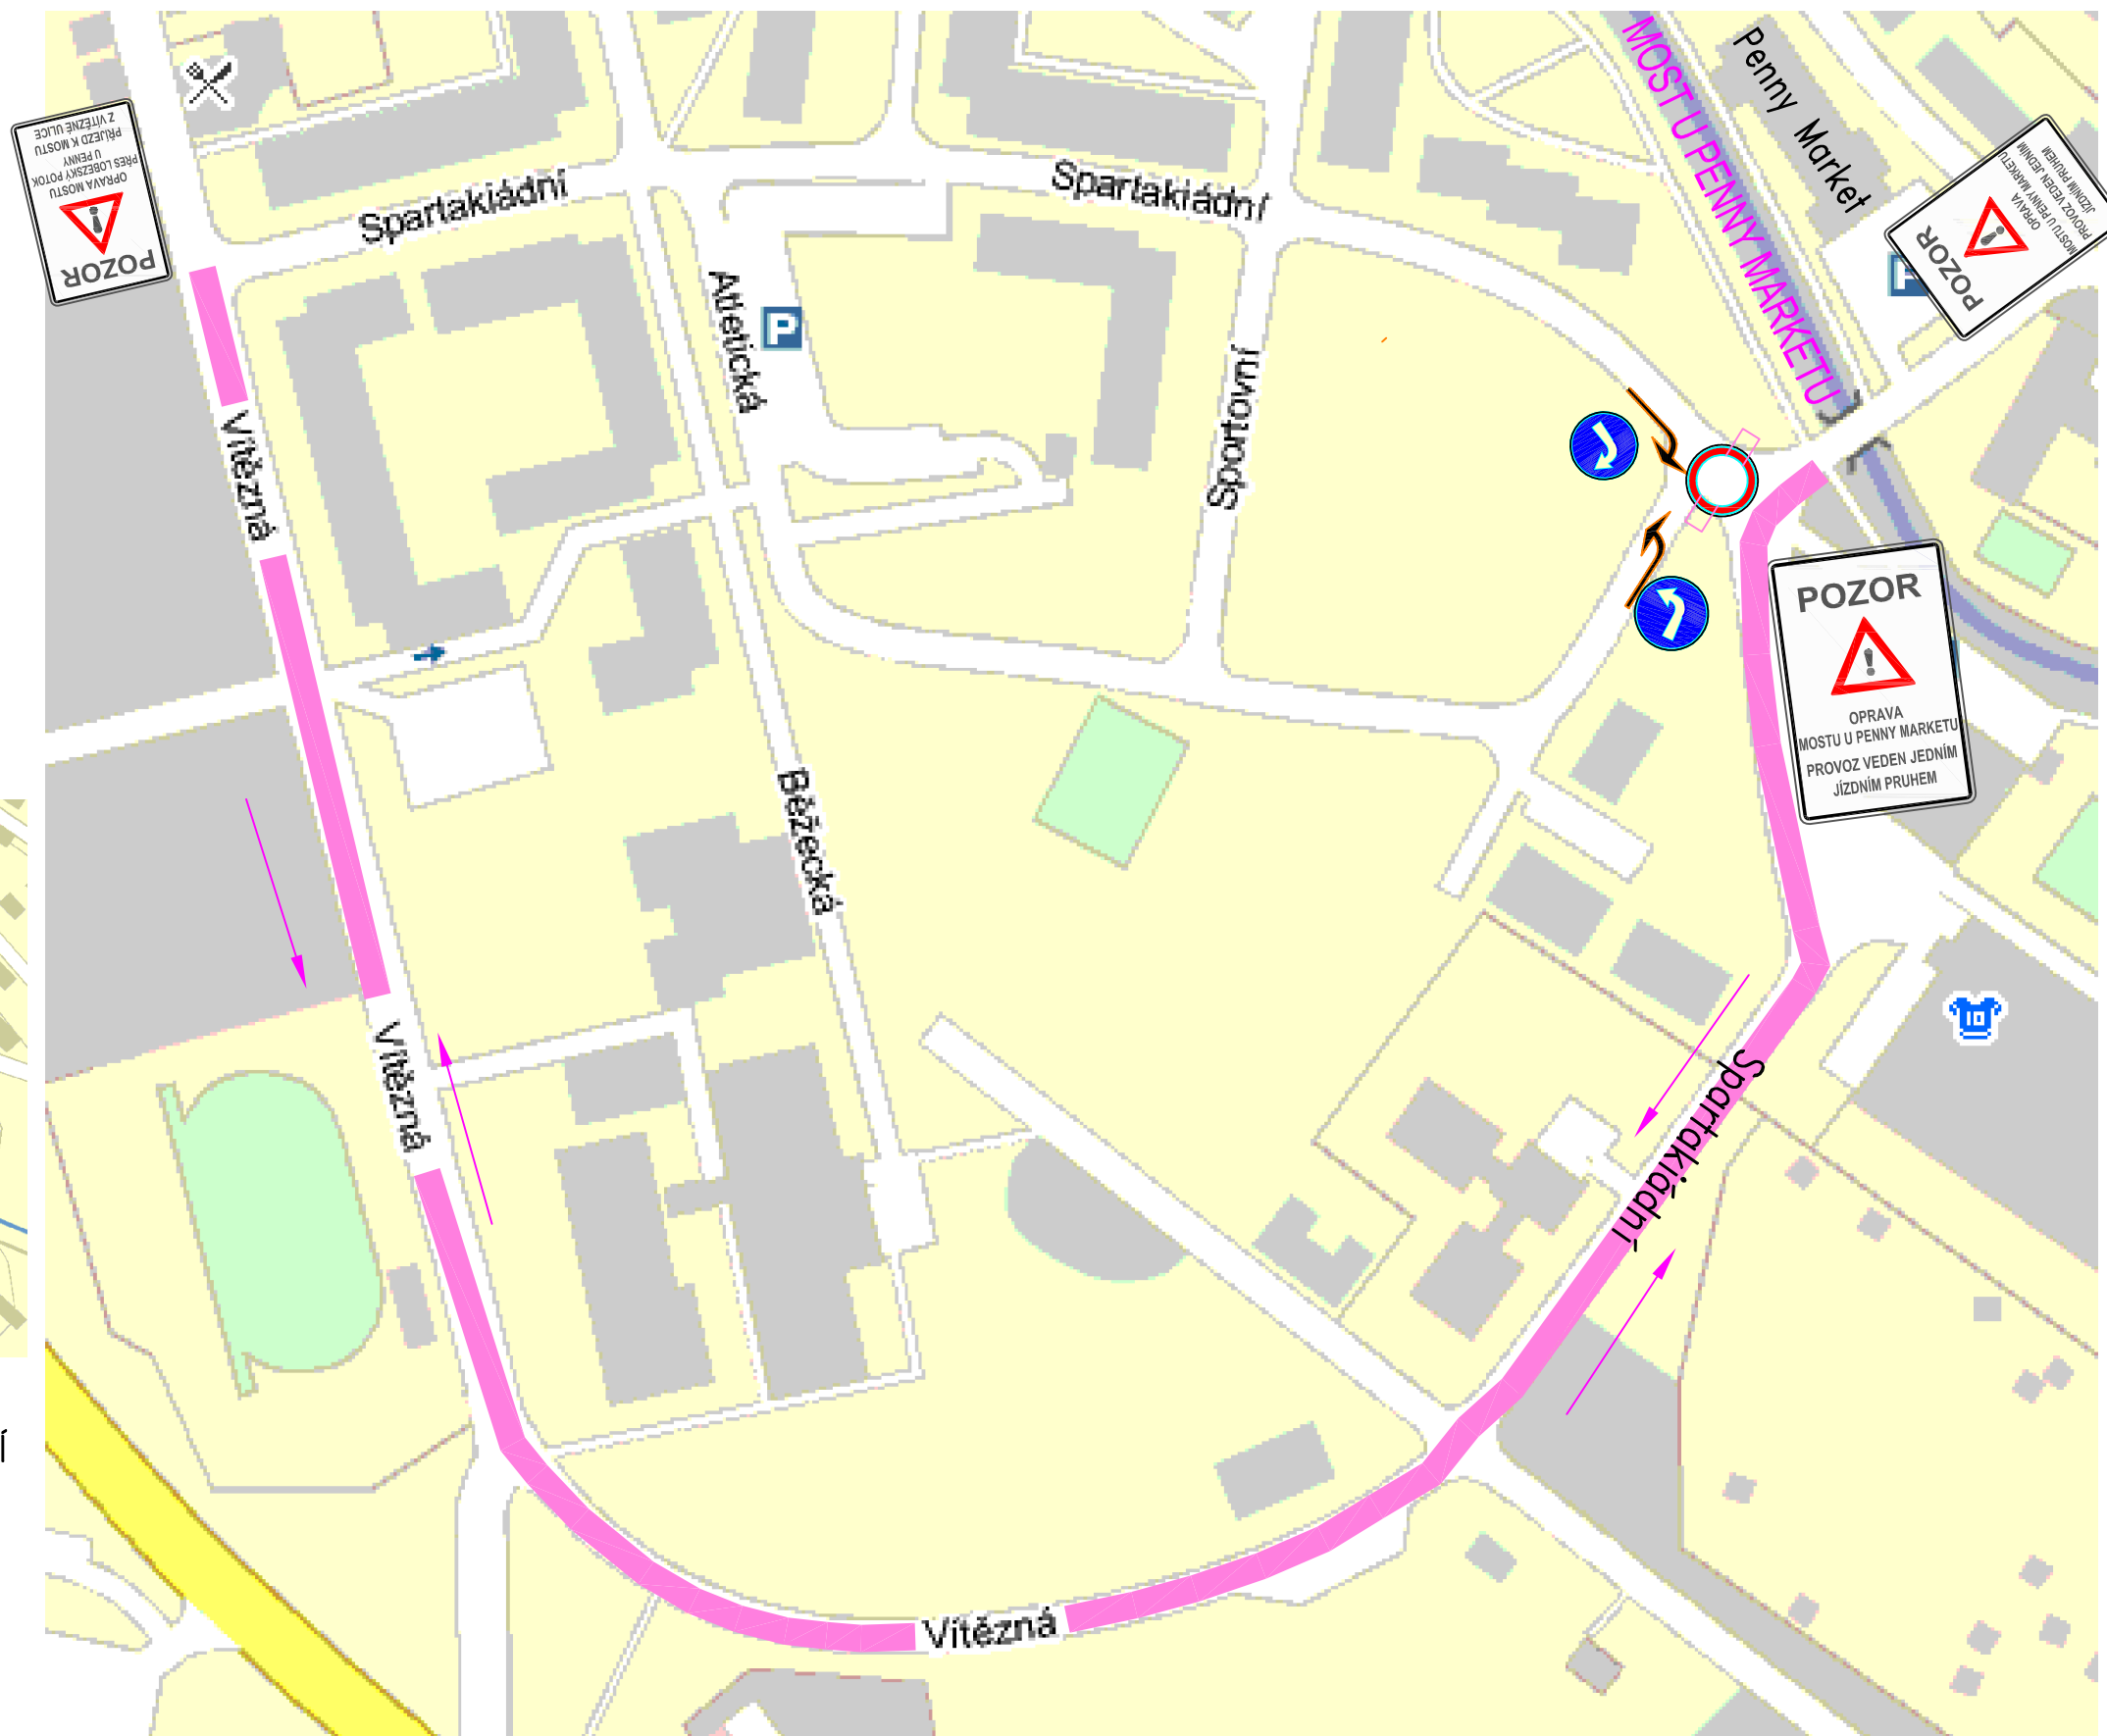 MOST U PENNY MARKETU
Penny Market
POZOR
OPRAVA MOSTU
PŘES LOBEZSKÝ POTOK
U PENNY
PŘÍJEZD K MOSTU
Z VÍTĚZNÉ ULICE
POZOR
OPRAVA
MOSTU U PENNY MARKETU
PROVOZ VEDEN JEDNÍM
JÍZDNÍM PRUHEM
Spartakiádní
Spartakiádní
P
Atletická
Sportovní
Vítězná
POZOR
OPRAVA
MOSTU U PENNY MARKETU
PROVOZ VEDEN JEDNÍM
JÍZDNÍM PRUHEM
Běžecká
10
Vítězná
Spartakiádní
Í
Vítězná